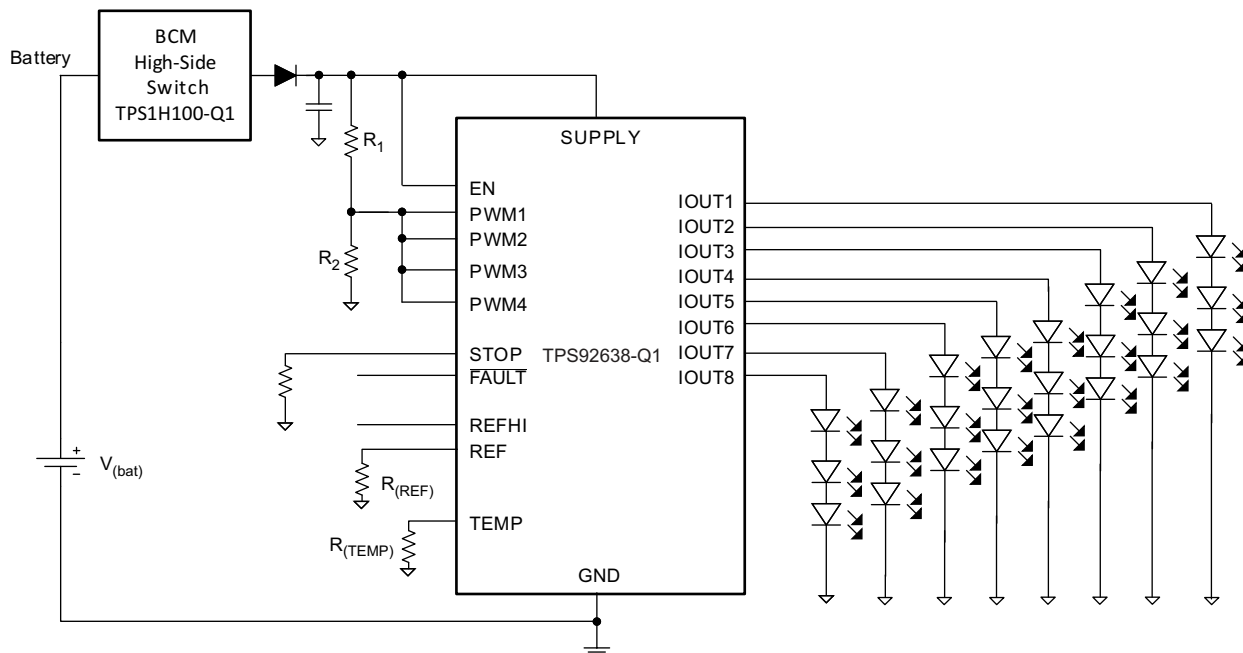 Battery
BCM
High-Side
Switch
TPS1H100-Q1
R1
R2
SUPPLY
EN
PWM1
PWM2
PWM3
PWM4
STOP
FAULT
REFHI
REF
TEMP
TPS92638-Q1
GND
IOUT1
IOUT2
IOUT3
IOUT4
IOUT5
IOUT6
IOUT7
IOUT8
R(REF)
R(TEMP)
+
−
V(bat)